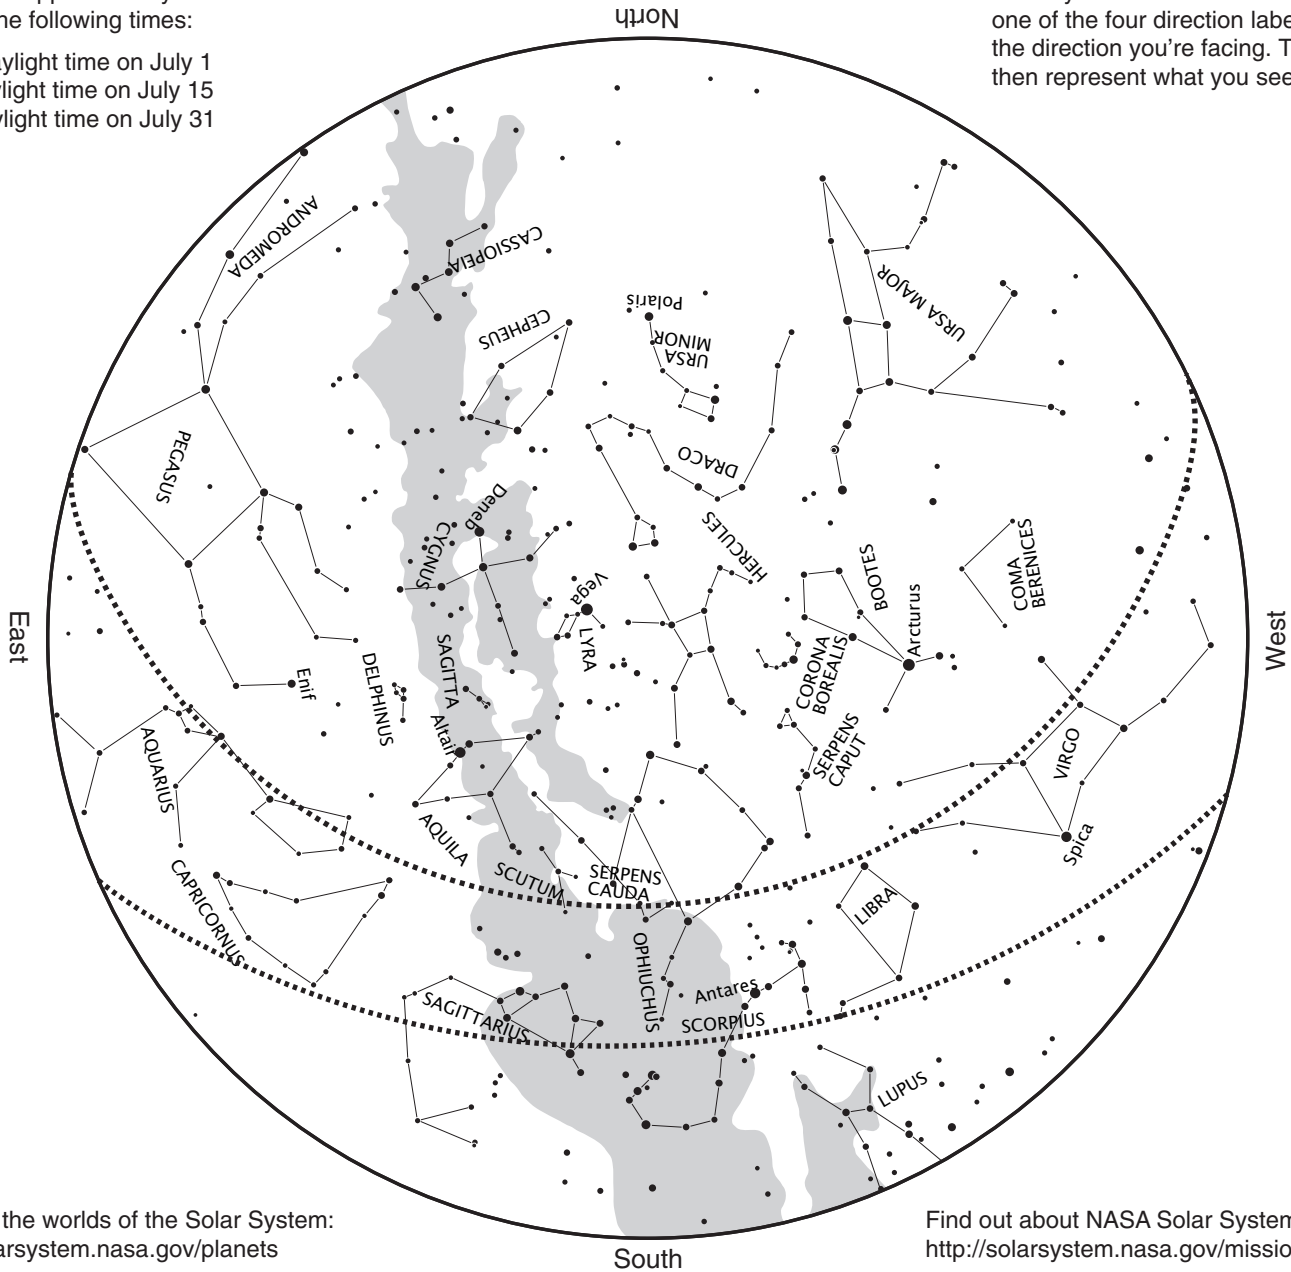 he following times:
ylight time on July 1
ylight time on July 15
ylight time on July 31
one of the four direction labe
the direction you're facing. T
then represent what you see
North
ANDROMEDA
CASSIOPEIA
CEPHEUS
Polaris
URSA
MINOR
URSA MAJOR
DRACO
PEGASUS
Deneb
CYGNUS
HERCULES
BOOTES
COMA
BERENICES
Vega
LYRA
Arcturus
East
West
SAGITTA
DELPHINUS
Enif
CORONA
BOREALIS
SERPENS
CAPUT
Altair
AQUARIUS
VIRGO
AQUILA
Spica
CAPRICORNUS
SCUTUM
SERPENS
CAUDA
LIBRA
OPHIUCHUS
Antares
SAGITTARIUS
SCORPIUS
LUPUS
South
the worlds of the Solar System:
arsystem.nasa.gov/planets
Find out about NASA Solar System
http://solarsystem.nasa.gov/missio